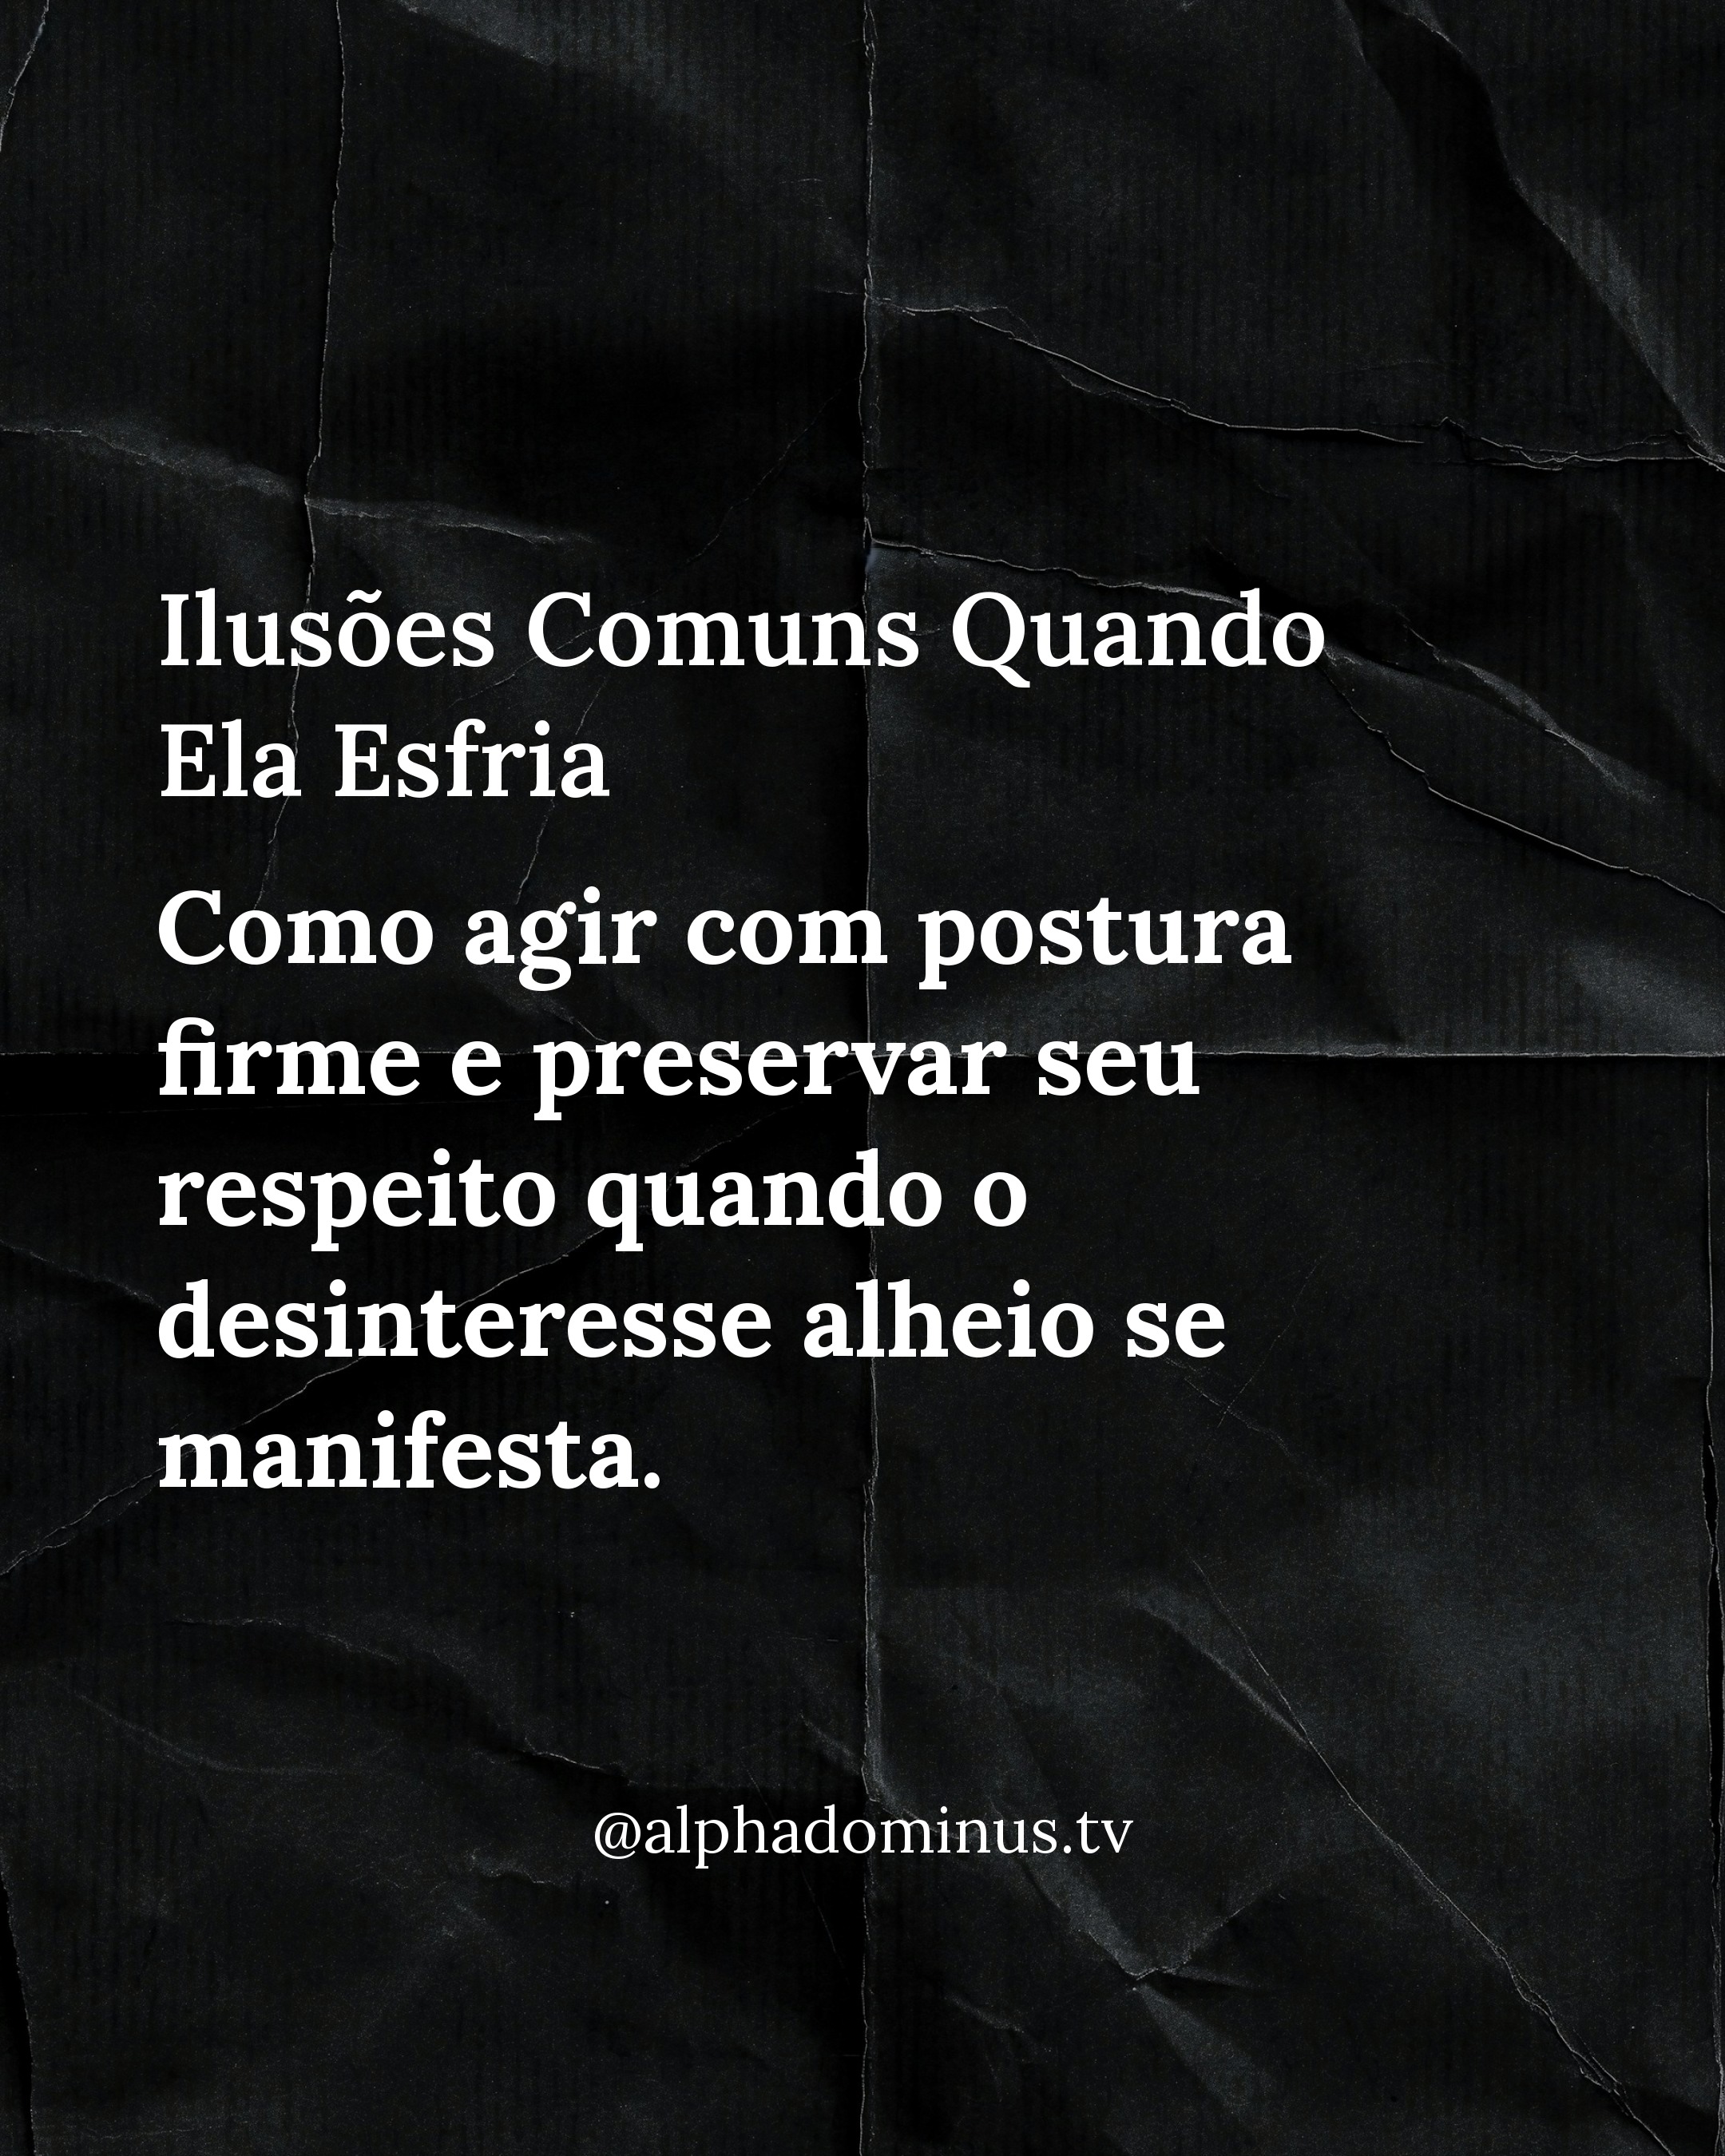 Ilusões Comuns Quando
Ela Esfria
Como agir com postura
firme e preservar seu
respeito quando o
desinteresse alheio se
manifesta.
@alphadominus.tv